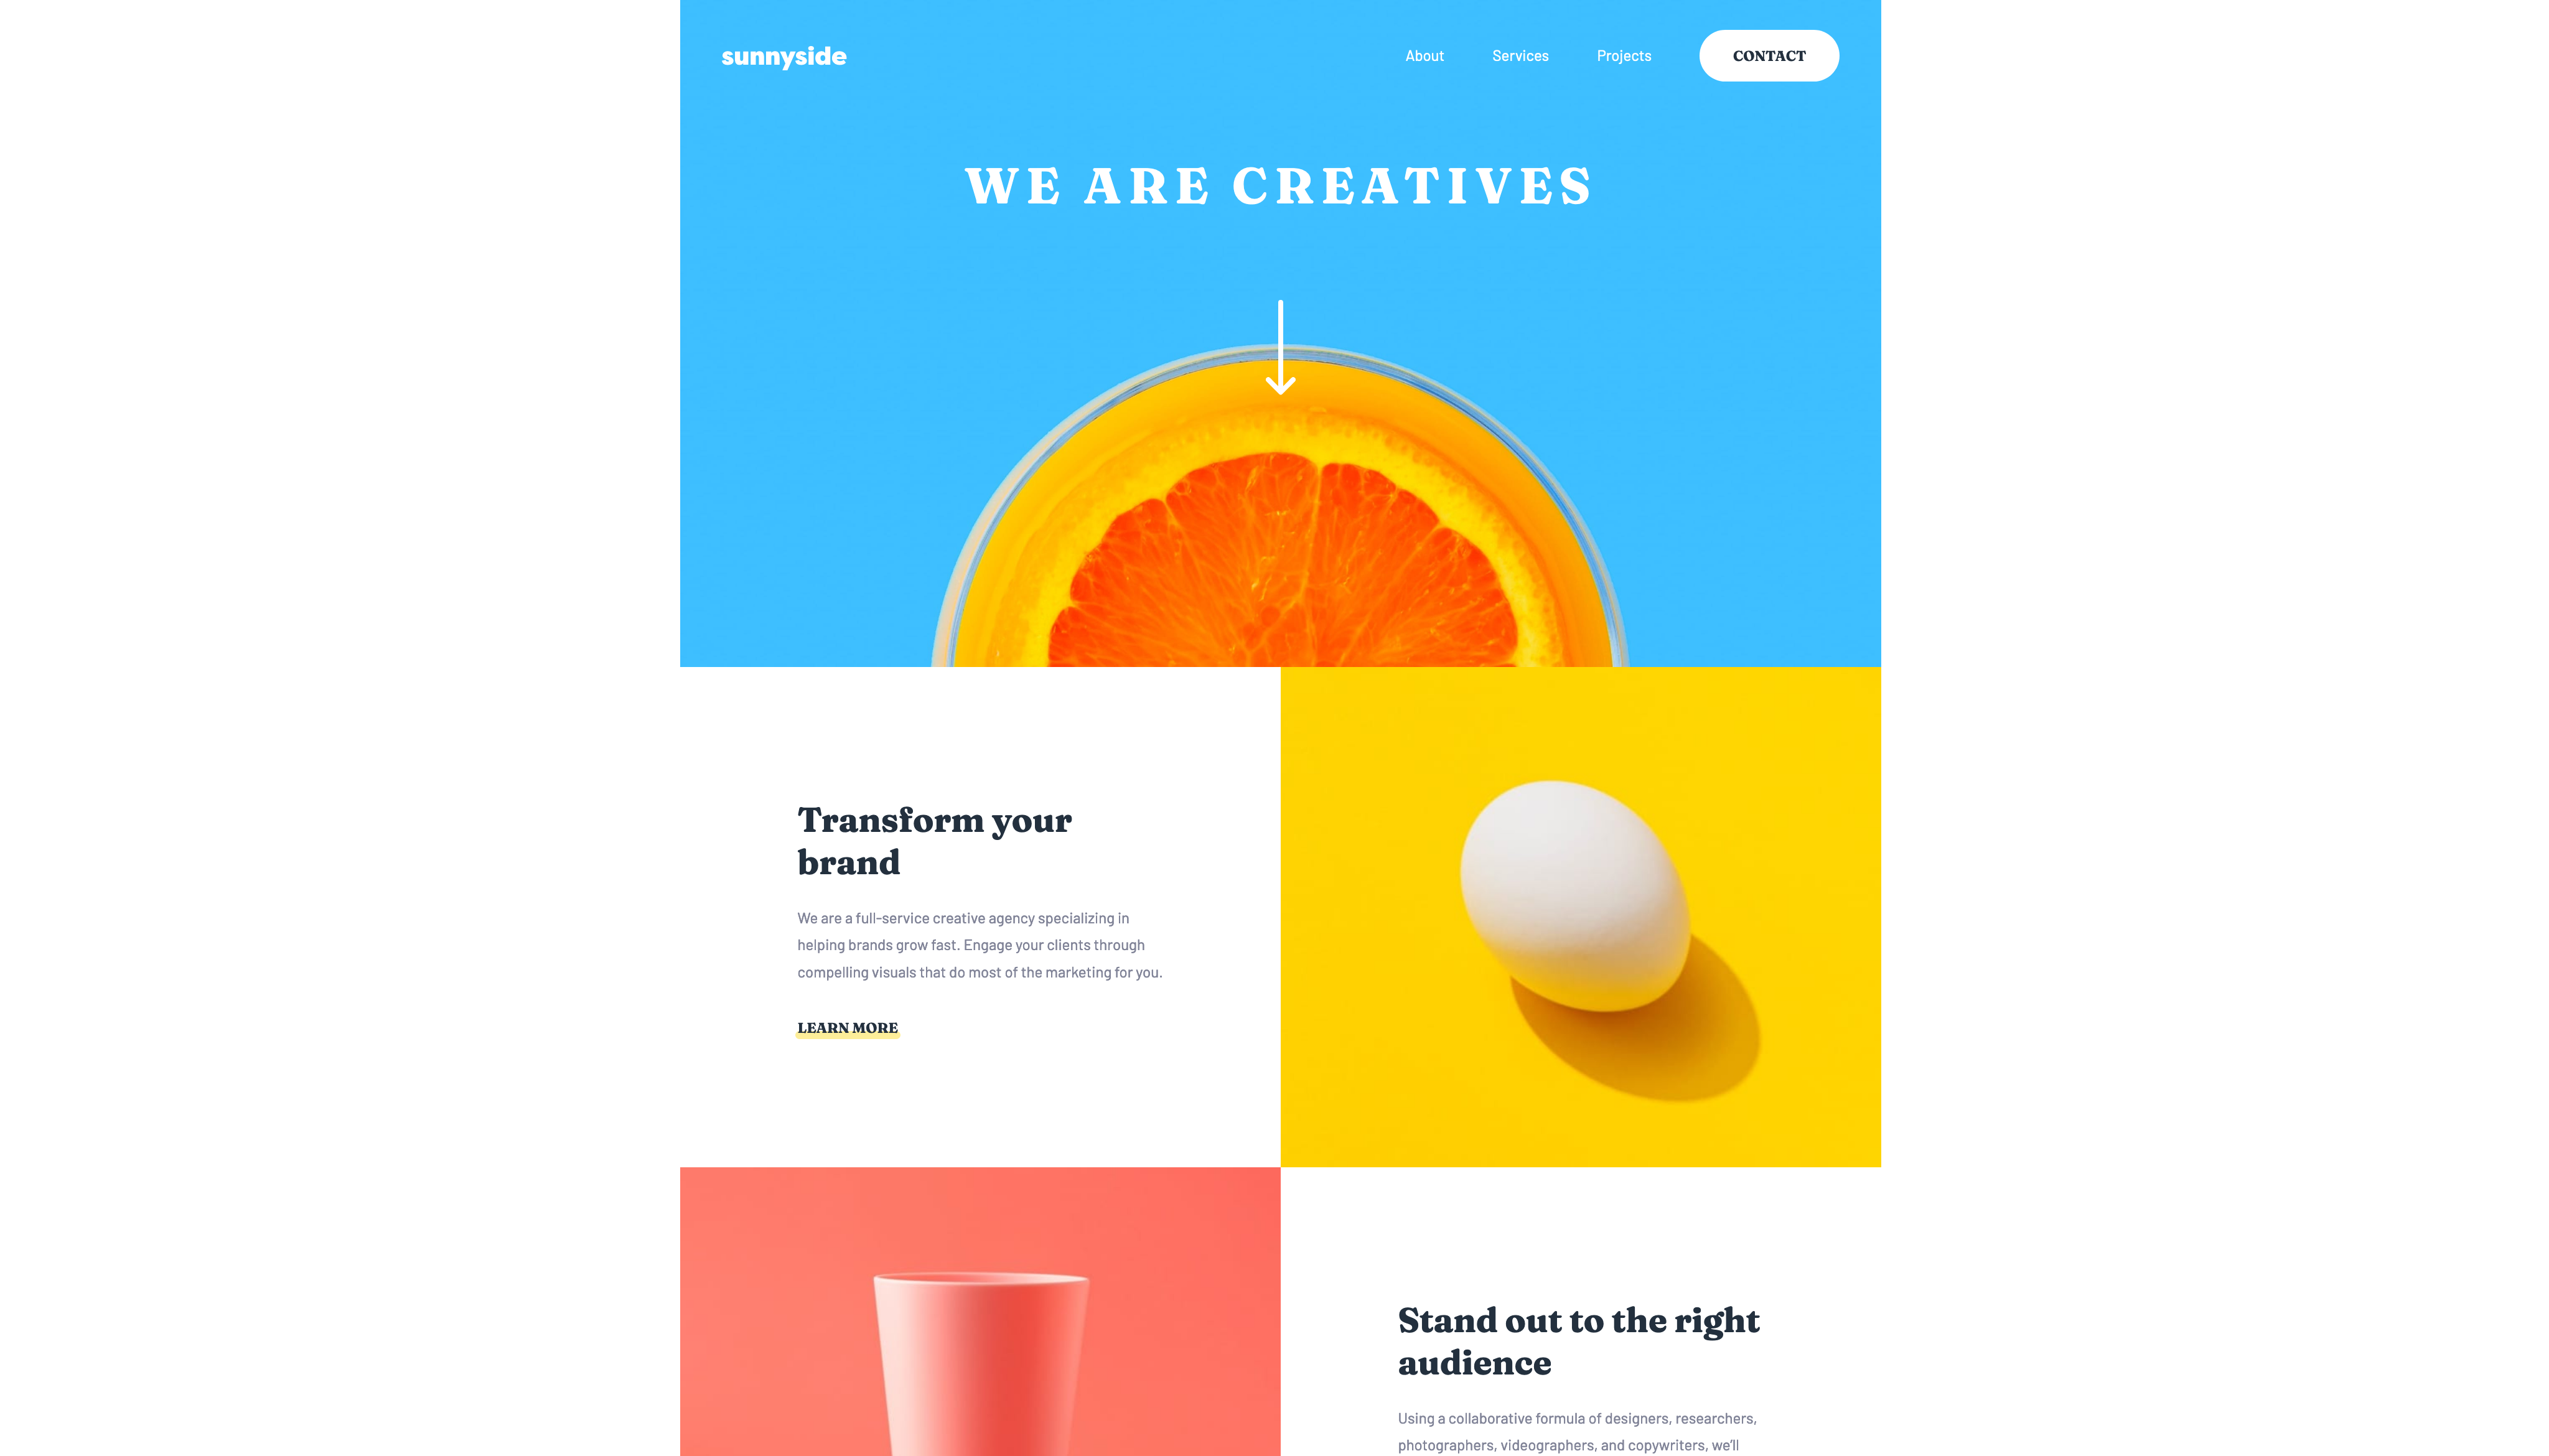 sunnyside
About
Services
Projects
CONTACT
WE ARE CREATIVES
Transform your
brand
We are a full-service creative agency specializing in
helping brands grow fast. Engage your clients through
compelling visuals that do most of the marketing for you.
LEARN MORE
Stand out to the right
audience
Using a collaborative formula of designers, researchers,
photographers, videographers, and copywriters, we'll